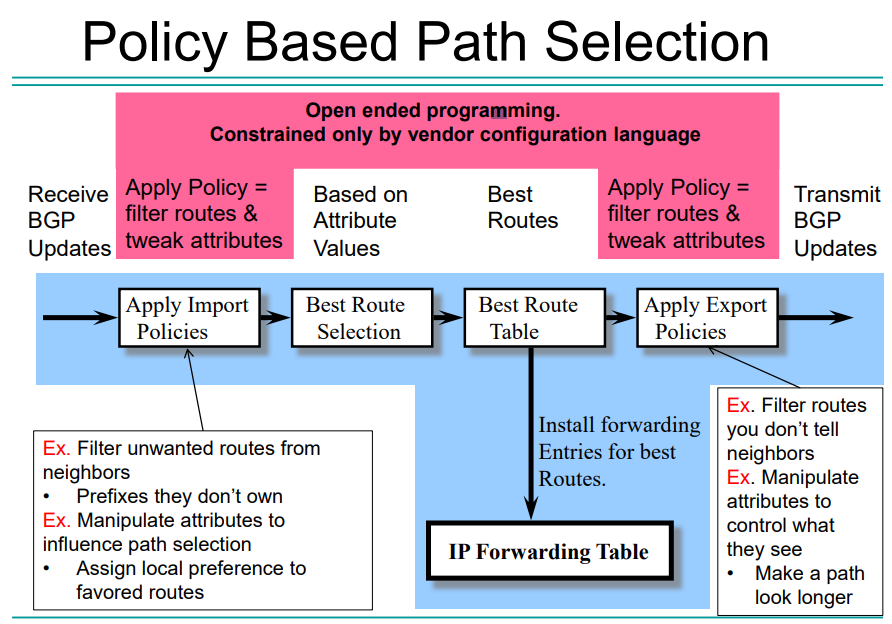 Policy Based Path Selection
Open ended programming.
Constrained only by vendor configuration language
Receive
BGP
Updates
Apply Policy =
filter routes &
tweak attributes
Based on
Attribute
Values
Best
Routes
Apply Policy =
filter routes &
tweak attributes
Transmit
BGP
Updates
Apply Import
Policies
Best Route
Selection
Best Route
Table
Apply Export
Policies
Install forwarding
Entries for best
Routes.
IP Forwarding Table
Ex. Filter unwanted routes from
neighbors
• Prefixes they don’t own
Ex. Manipulate attributes to
influence path selection
• Assign local preference to
favored routes
Ex. Filter routes
you don’t tell
neighbors
Ex. Manipulate
attributes to
control what
they see
• Make a path
look longer